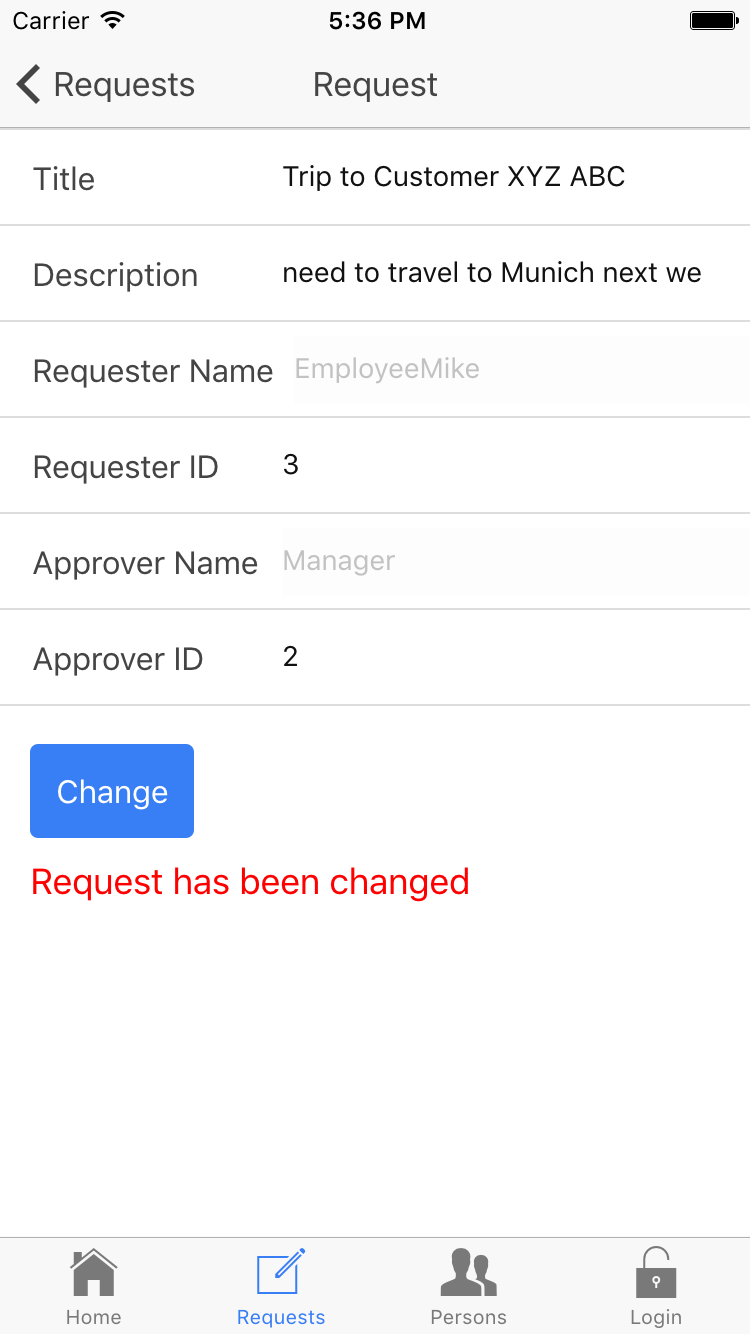 Carrier 5:36 PM
Requests Request
Title Trip to Customer XYZ ABC
Description need to travel to Munich next we
Requester Name EmployeeMike
Requester ID 3
Approver Name Manager
Approver ID 2
Change
Request has been changed
Home Requests Persons Login